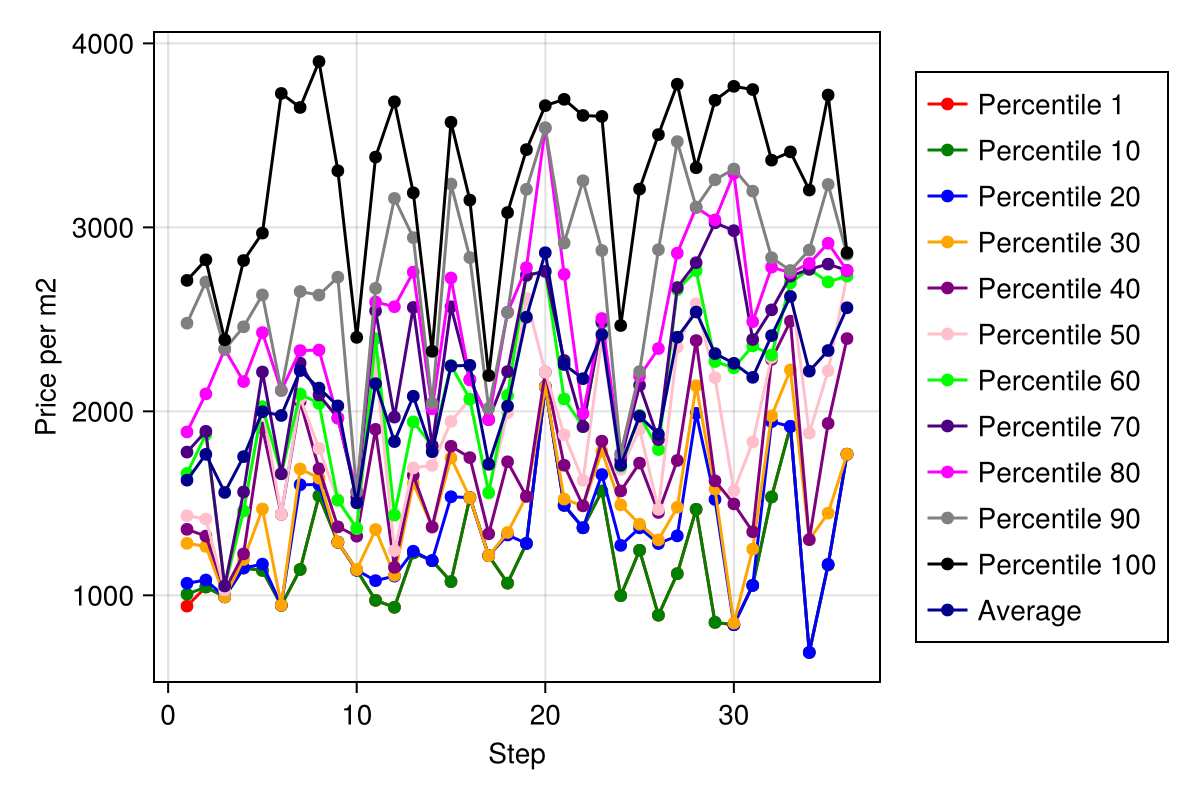 4000
3000
2000
1000
Price per m2
0
10
20
30
Step
Percentile 1
Percentile 10
Percentile 20
Percentile 30
Percentile 40
Percentile 50
Percentile 60
Percentile 70
Percentile 80
Percentile 90
Percentile 100
Average